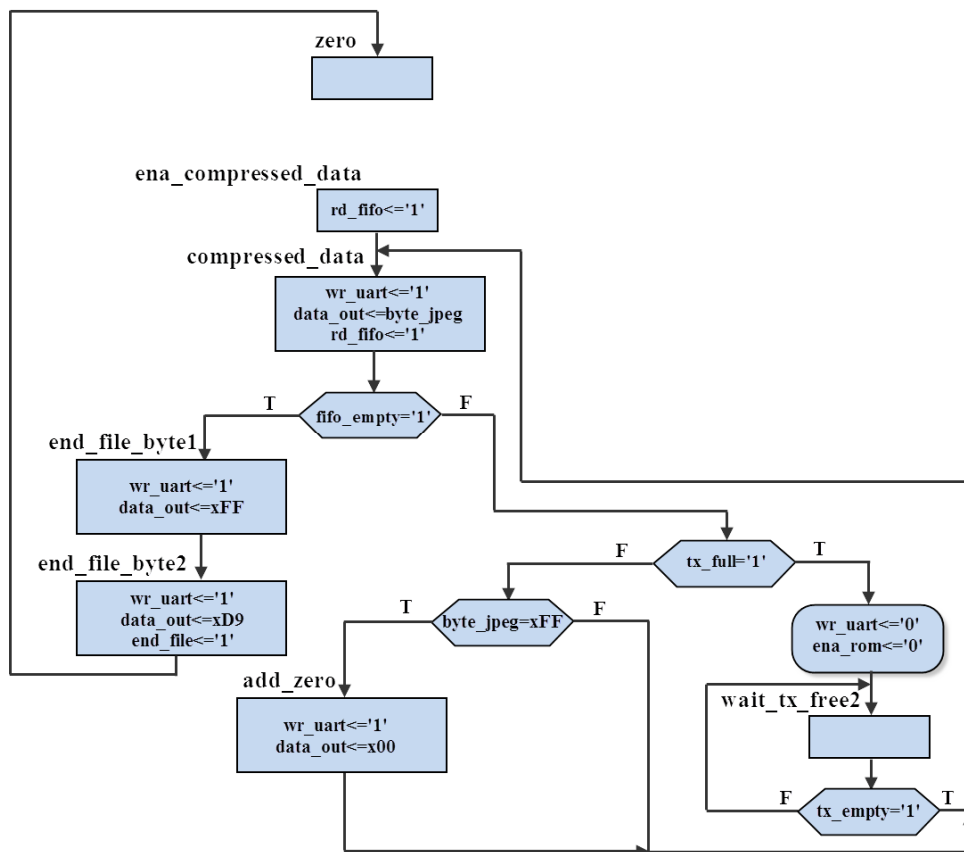 zero
ena_compressed_data
rd_fifo<='1'
compressed_data
wr_uart<='1'
data_out<=byte_jpeg
rd_fifo<='1'
T
fifo_empty='1'
F
end_file_byte1
wr_uart<='1'
data_out<=xFF
end_file_byte2
wr_uart<='1'
data_out<=xD9
end_file<='1'
F
tx_full='1'
T
T
byte_jpeg=xFF
F
wr_uart<='0'
ena_rom<='0'
add_zero
wr_uart<='1'
data_out<=x00
wait_tx_free2
F
tx_empty='1'
T